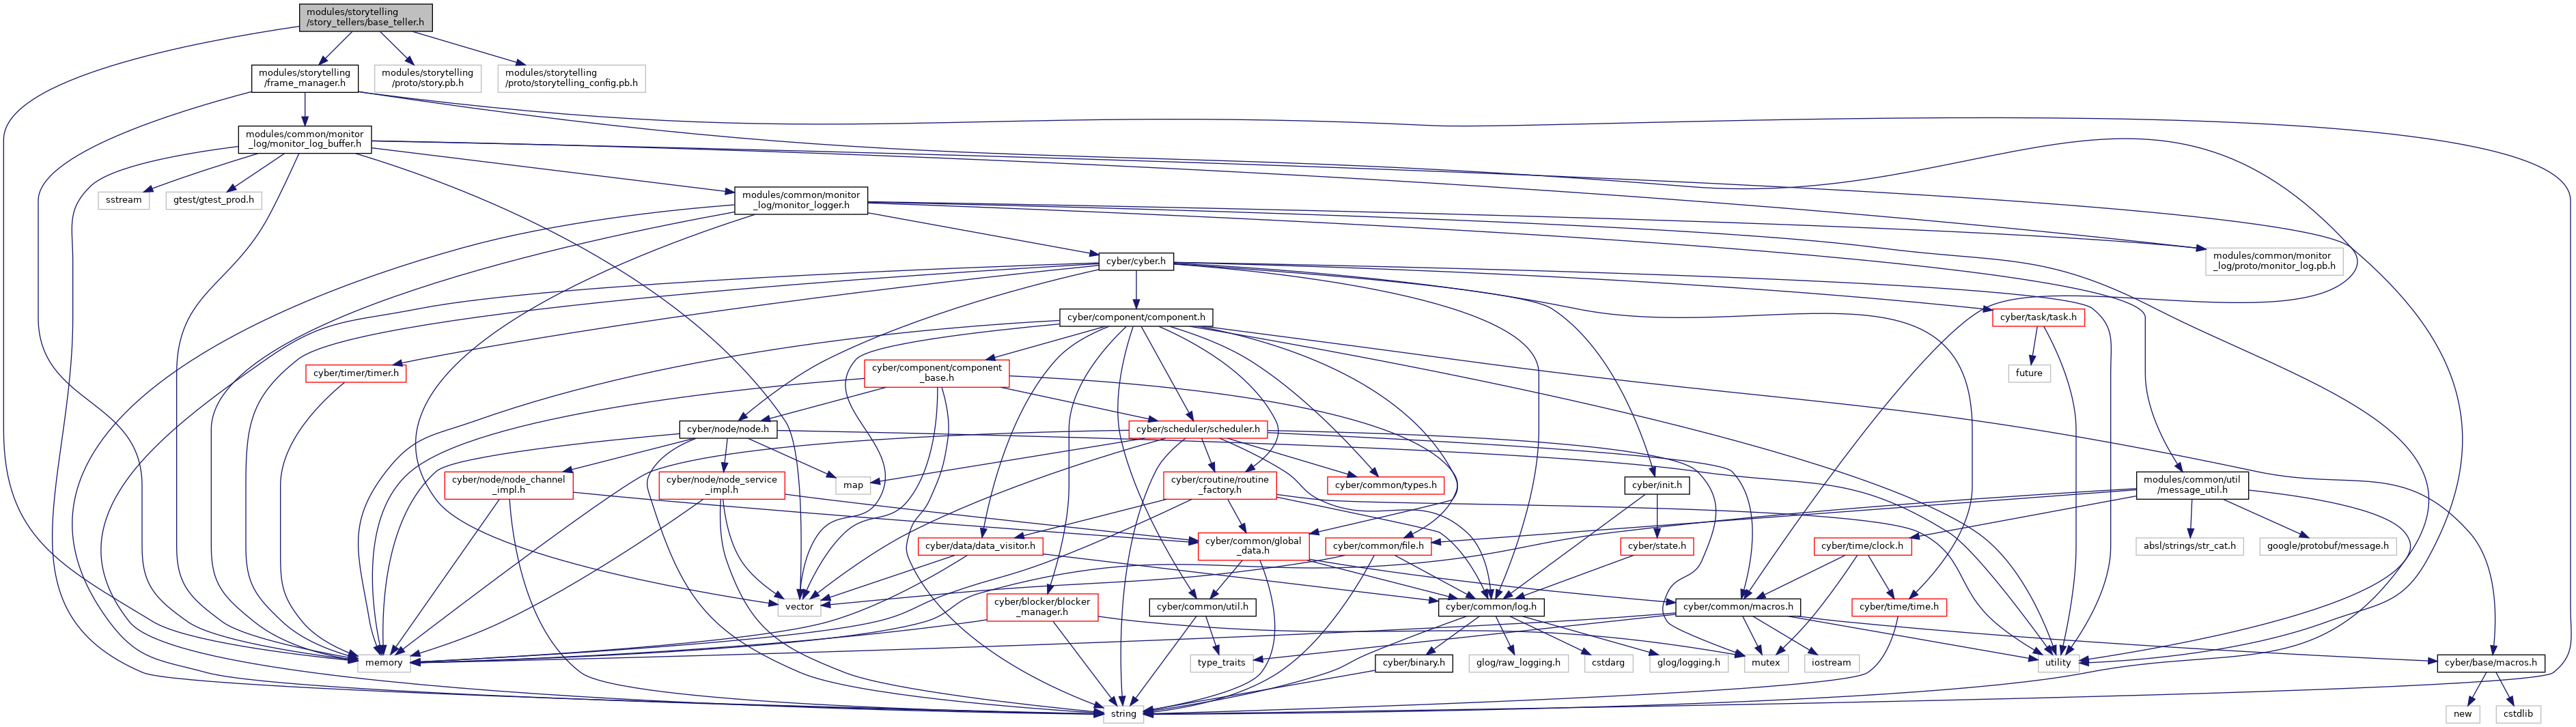 modules/storytelling
/story_tellers/base_teller.h
modules/storytelling
/frame_manager.h
modules/storytelling
/proto/story.pb.h
modules/storytelling
/proto/storytelling_config.pb.h
modules/common/monitor
_log/monitor_log_buffer.h
sstream
gtest/gtest_prod.h
modules/common/monitor
_log/monitor_logger.h
cyber/cyber.h
modules/common/monitor
_log/proto/monitor_log.pb.h
cyber/component/component.h
cyber/task/task.h
cyber/timer/timer.h
cyber/component/component
_base.h
future
cyber/node/node.h
cyber/scheduler/scheduler.h
cyber/node/node_channel
_impl.h
cyber/node/node_service
_impl.h
map
cyber/croutine/routine
_factory.h
cyber/common/types.h
cyber/init.h
modules/common/util
/message_util.h
cyber/data/data_visitor.h
cyber/common/global
_data.h
cyber/common/file.h
cyber/state.h
cyber/time/clock.h
absl/strings/str_cat.h
google/protobuf/message.h
vector
cyber/blocker/blocker
_manager.h
cyber/common/util.h
cyber/common/log.h
cyber/common/macros.h
cyber/time/time.h
memory
type_traits
cyber/binary.h
glog/raw_logging.h
cstdarg
glog/logging.h
mutex
iostream
utility
cyber/base/macros.h
string
new
cstdlib